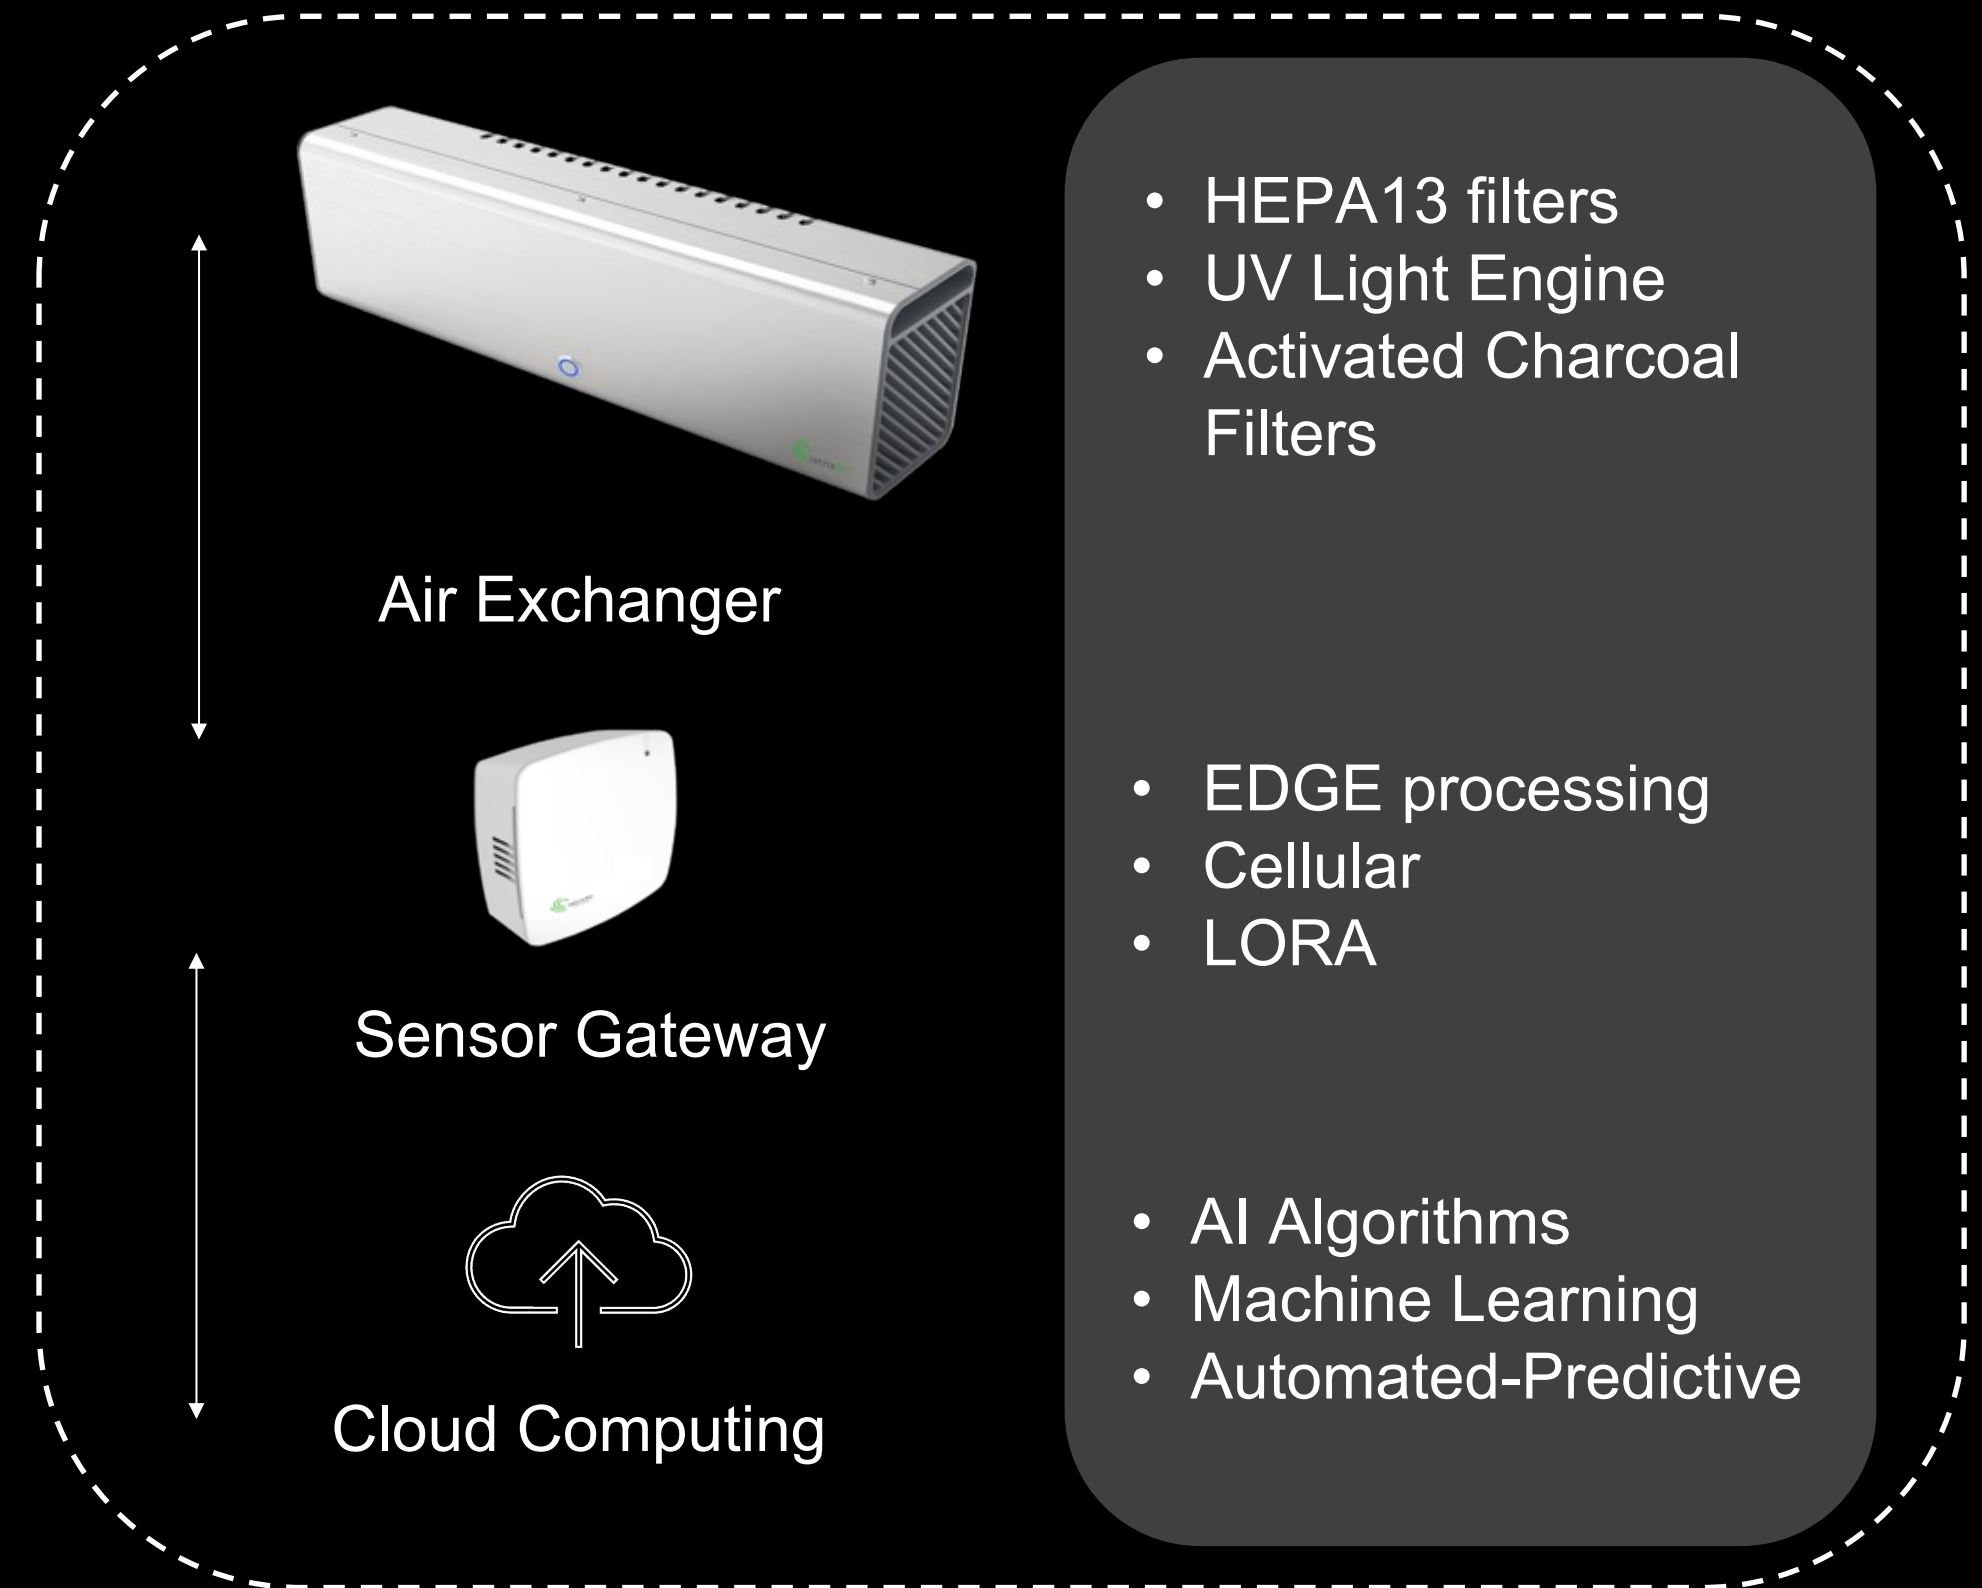 • HEPA13 filters
• UV Light Engine
• Activated Charcoal
Filters
Air Exchanger
• EDGE processing
• Cellular
• LORA
Sensor Gateway
• AI Algorithms
• Machine Learning
• Automated-Predictive
Cloud Computing